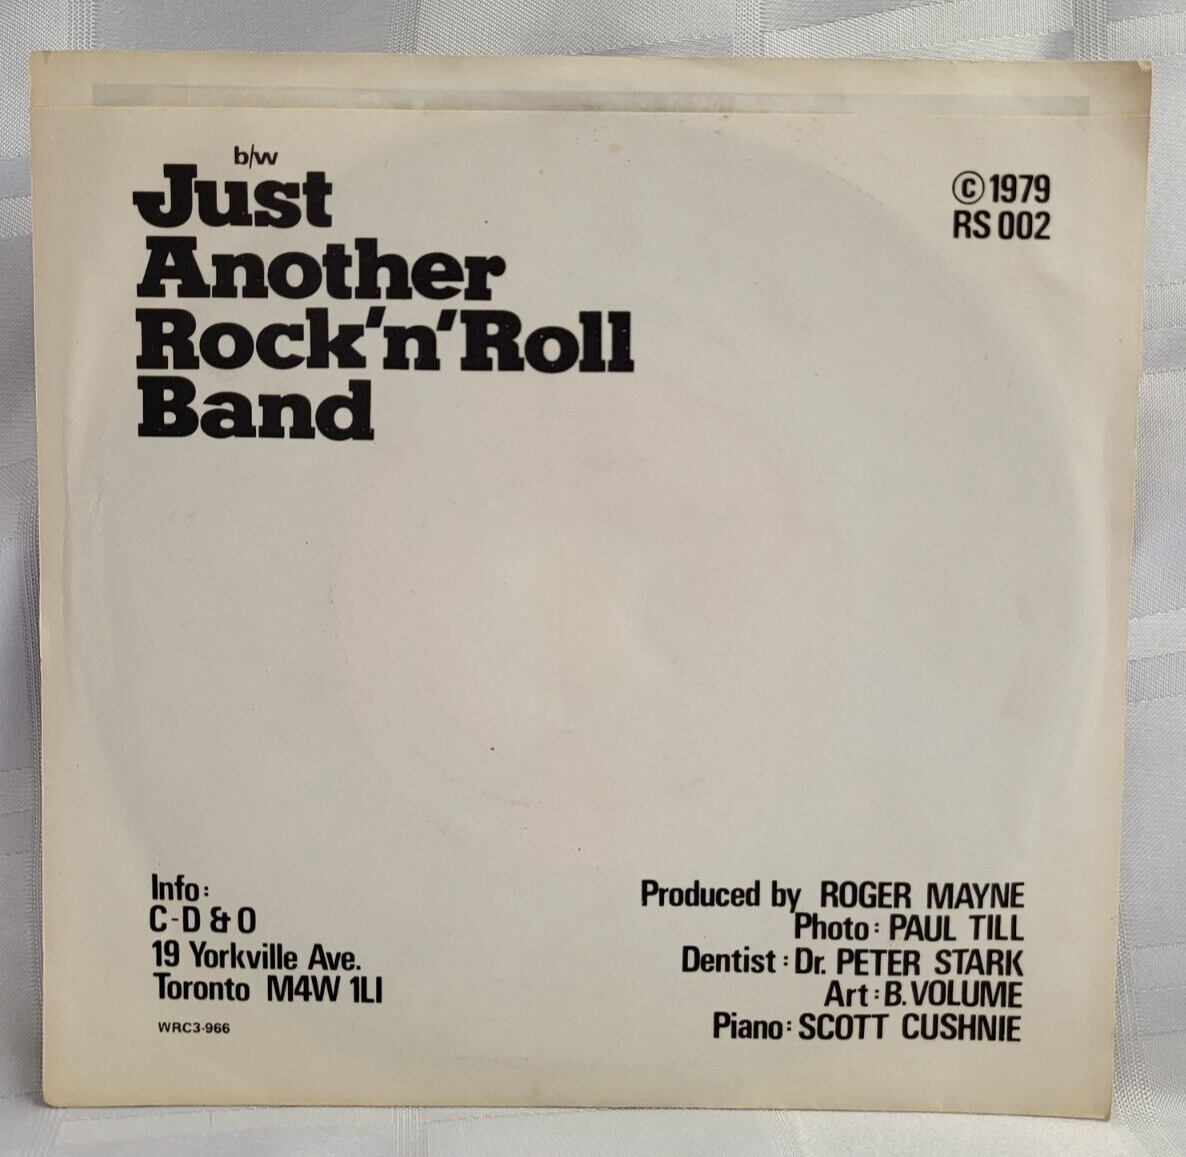 b/w
Just
Another
Rock'n'Roll
Band
©1979
RS 002
Info:
C-D & O
19 Yorkville Ave.
Toronto M4W 1LI
WRC3-966
Produced by ROGER MAYNE
Photo: PAUL TILL
Dentist: Dr. PETER STARK
Art: B. VOLUME
Piano: SCOTT CUSHNIE